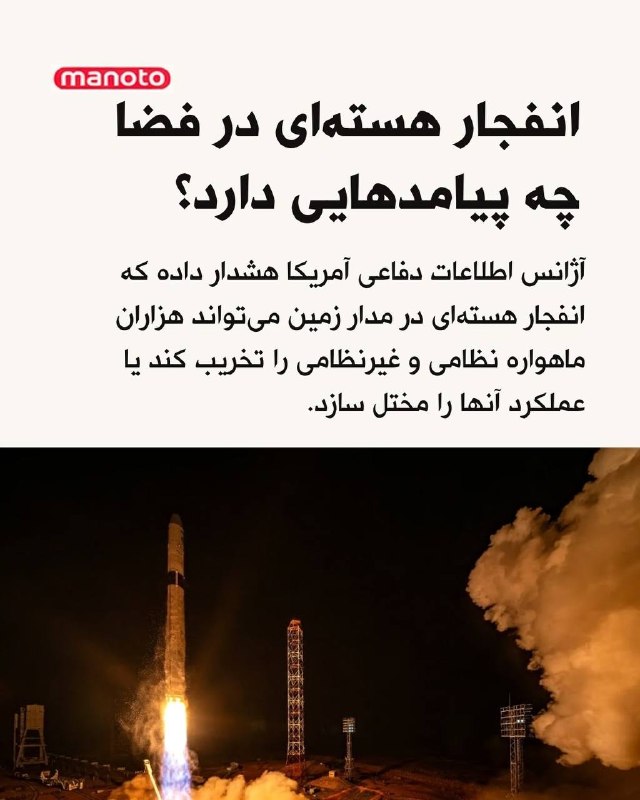 manoto
انفجار هسته‌ای در فضا
چه پیامدهایی دارد؟
آژانس اطلاعات دفاعی آمریکا هشدار داده که
انفجار هسته‌ای در مدار زمین می‌تواند هزاران
ماهواره نظامی و غیرنظامی را تخریب کند یا
عملکرد آنها را مختل سازد.